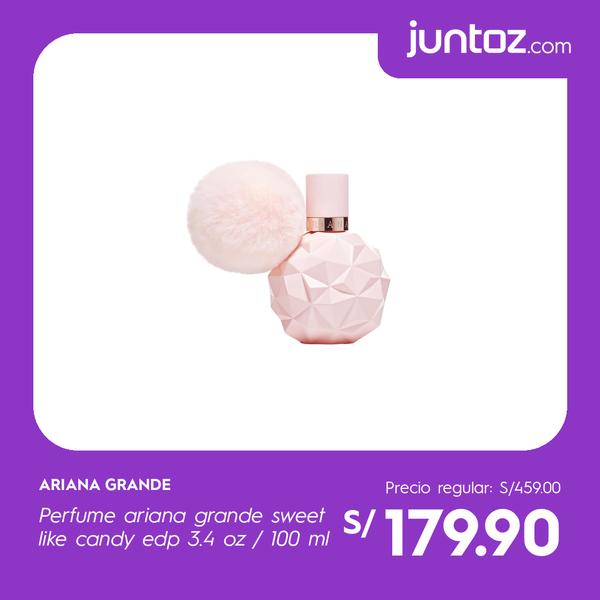 juntoz.com
ARIANA GRANDE
Precio regular: S/459.00
Perfume ariana grande sweet
like candy edp 3.4 oz / 100 ml
S/179.90